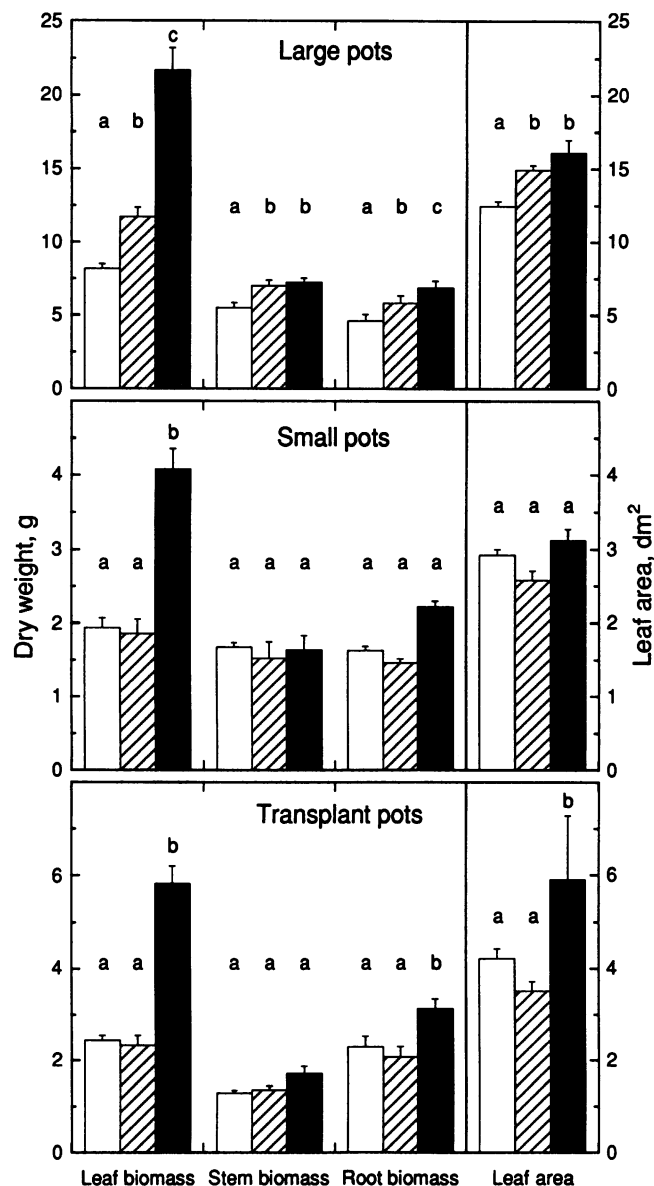 25 25
c
Large pots
20 20
a b a b b
15 15
a b b a b c
10 10
5 5
0 0
Small pots
b
4 4
a a a
3 3
a a a a a a a a
2 2
1 1
0 0
Dry weight, g
Leaf area, dm²
Transplant pots
b
b
6 6
a a
a a a a a a a b
4 4
2 2
0 0
Leaf biomass Stem biomass Root biomass Leaf area